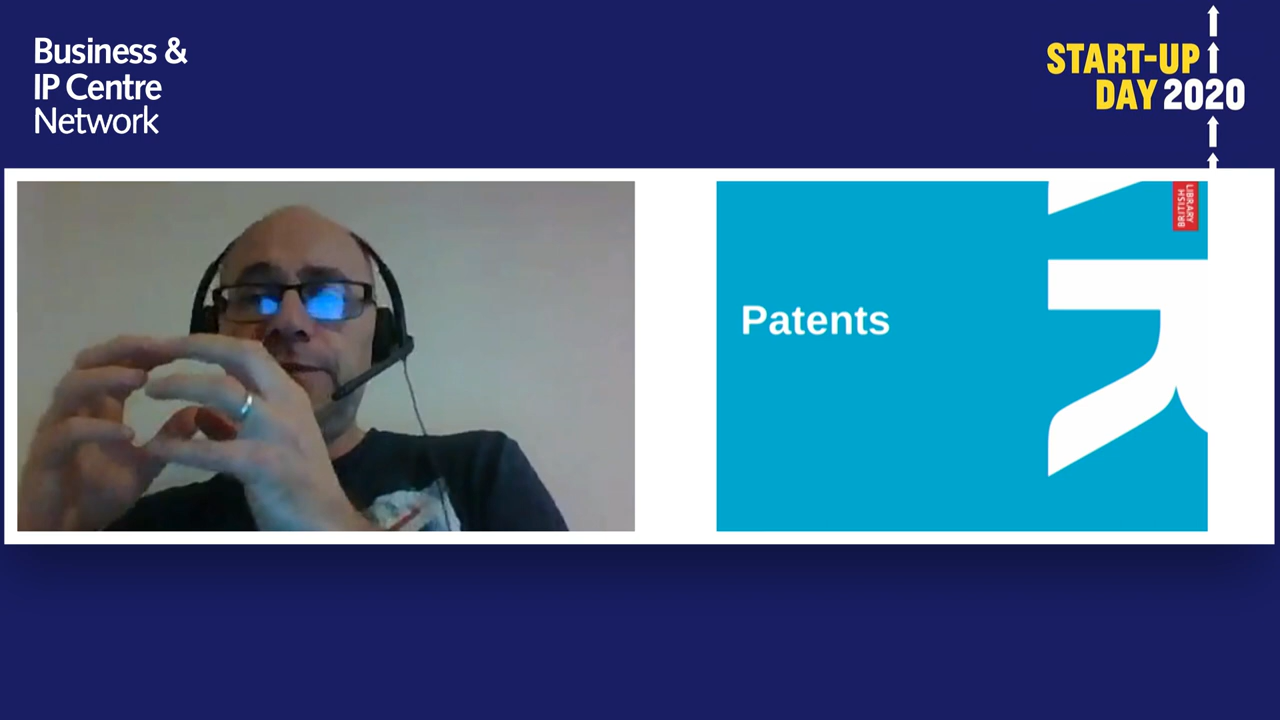 Business &
IP Centre
Network
START-UP
DAY 2020
Patents
BRITISH
LIBRARY